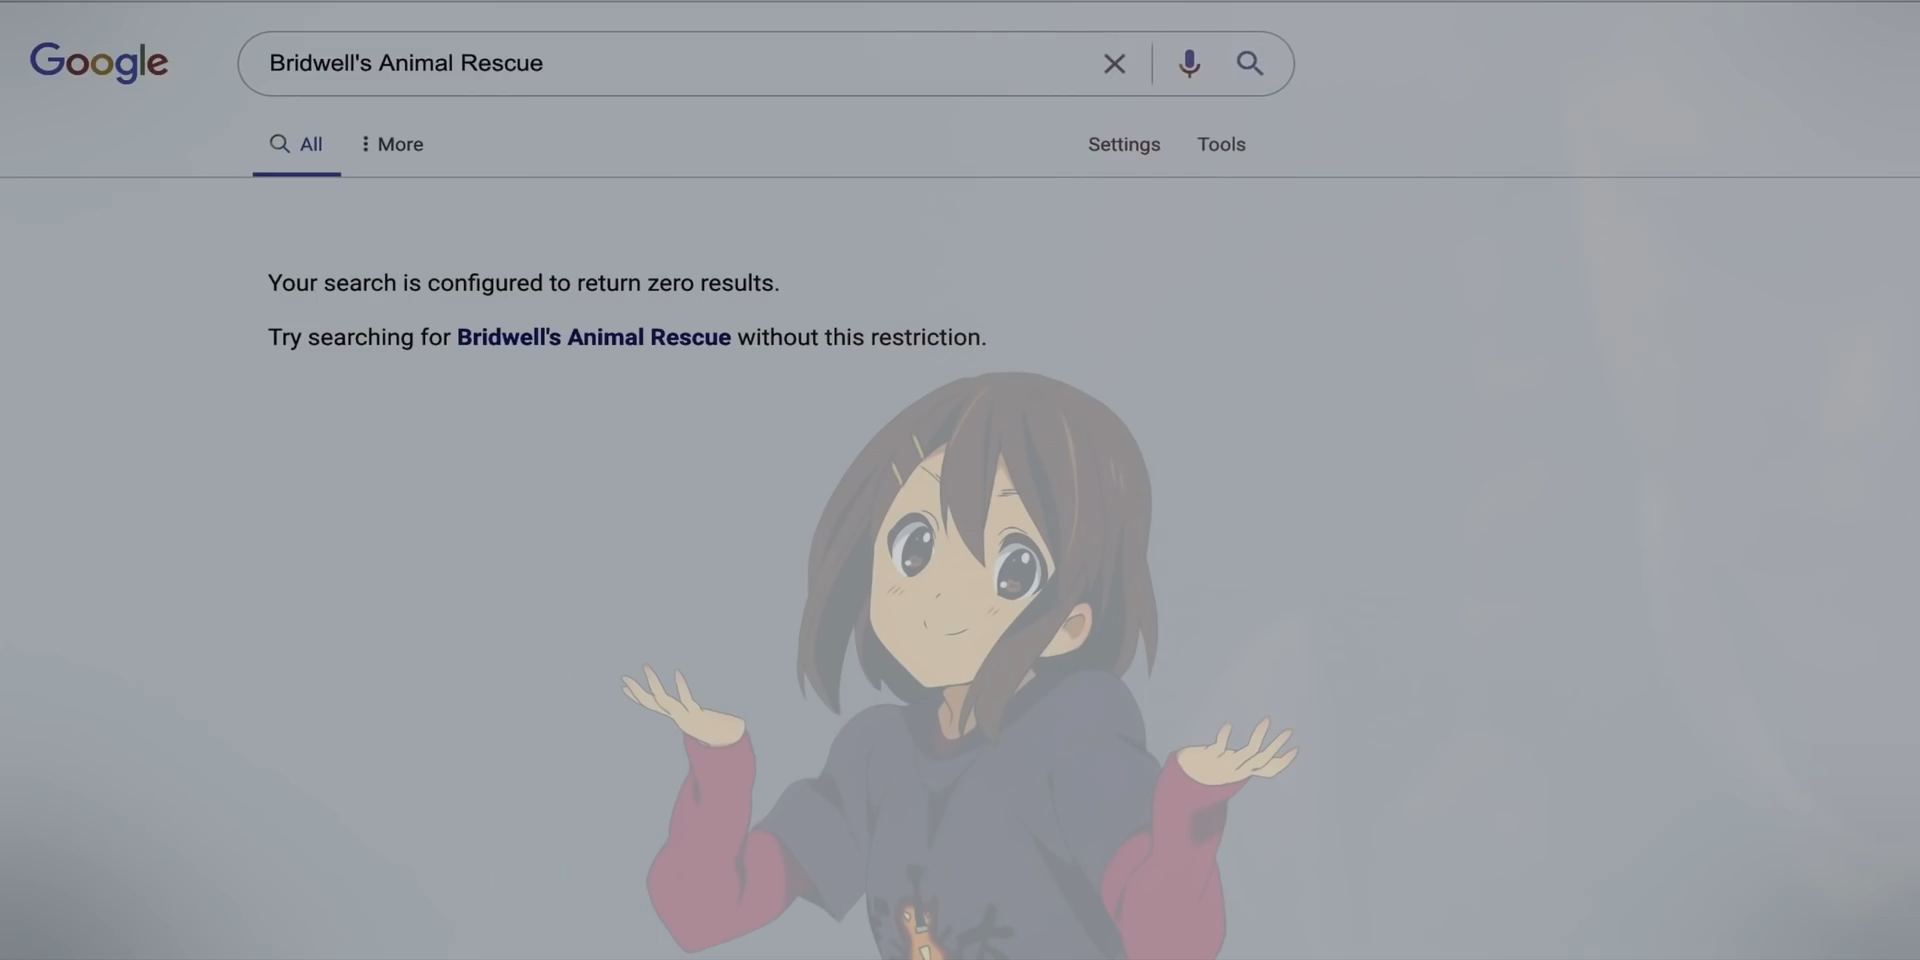 Google
Bridwell's Animal Rescue
All
More
Settings
Tools
Your search is configured to return zero results.
Try searching for Bridwell's Animal Rescue without this restriction.